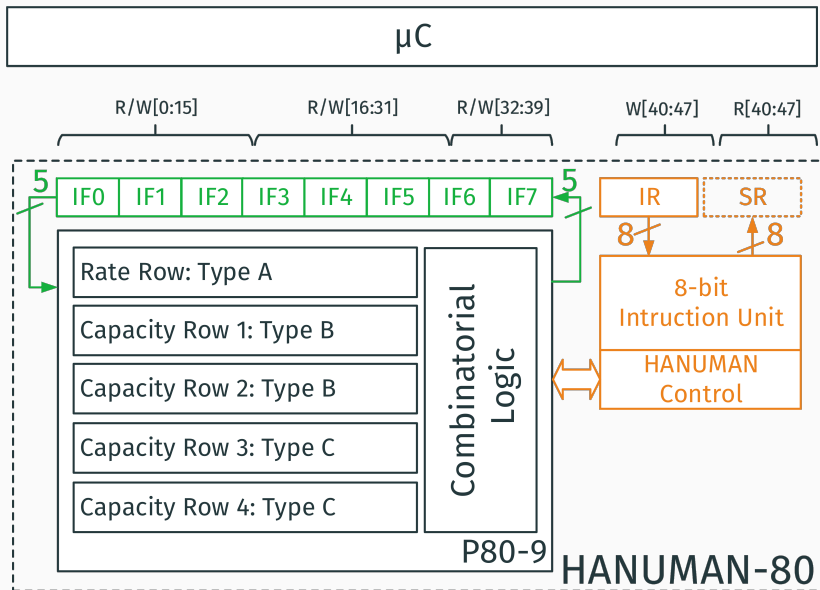 μC
R/W[0:15] R/W[16:31] R/W[32:39] W[40:47] R[40:47]
5 IF0 IF1 IF2 IF3 IF4 IF5 IF6 IF7 5 IR SR
8 8
Rate Row: Type A
Capacity Row 1: Type B
Capacity Row 2: Type B
Capacity Row 3: Type C
Capacity Row 4: Type C
Combinatorial
Logic
8-bit
Intruction Unit
HANUMAN
Control
P80-9
HANUMAN-80